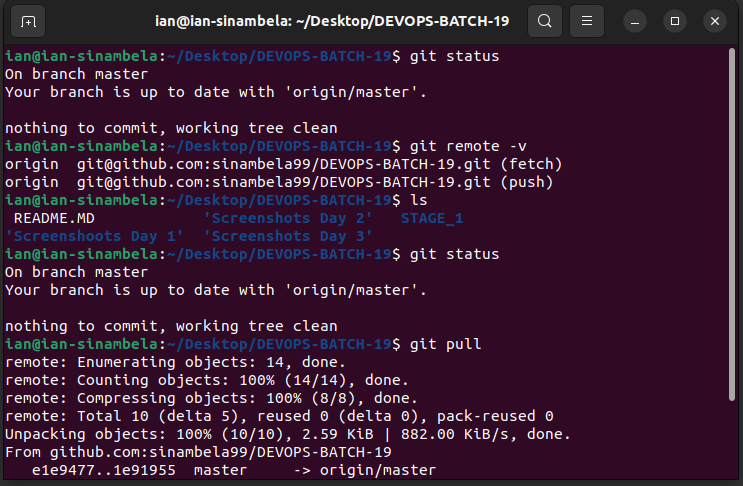 ian@ian-sinambela: ~/Desktop/DEVOPS-BATCH-19
ian@ian-sinambela:~/Desktop/DEVOPS-BATCH-19$ git status
On branch master
Your branch is up to date with 'origin/master'.
nothing to commit, working tree clean
ian@ian-sinambela:~/Desktop/DEVOPS-BATCH-19$ git remote -v
origin  git@github.com:sinambela99/DEVOPS-BATCH-19.git (fetch)
origin  git@github.com:sinambela99/DEVOPS-BATCH-19.git (push)
ian@ian-sinambela:~/Desktop/DEVOPS-BATCH-19$ ls
 README.MD            'Screenshots Day 2'   STAGE_1
'Screenshoots Day 1'  'Screenshots Day 3'
ian@ian-sinambela:~/Desktop/DEVOPS-BATCH-19$ git status
On branch master
Your branch is up to date with 'origin/master'.
nothing to commit, working tree clean
ian@ian-sinambela:~/Desktop/DEVOPS-BATCH-19$ git pull
remote: Enumerating objects: 14, done.
remote: Counting objects: 100% (14/14), done.
remote: Compressing objects: 100% (8/8), done.
remote: Total 10 (delta 5), reused 0 (delta 0), pack-reused 0
Unpacking objects: 100% (10/10), 2.59 KiB | 882.00 KiB/s, done.
From github.com:sinambela99/DEVOPS-BATCH-19
   e1e9477..1e91955  master     -> origin/master